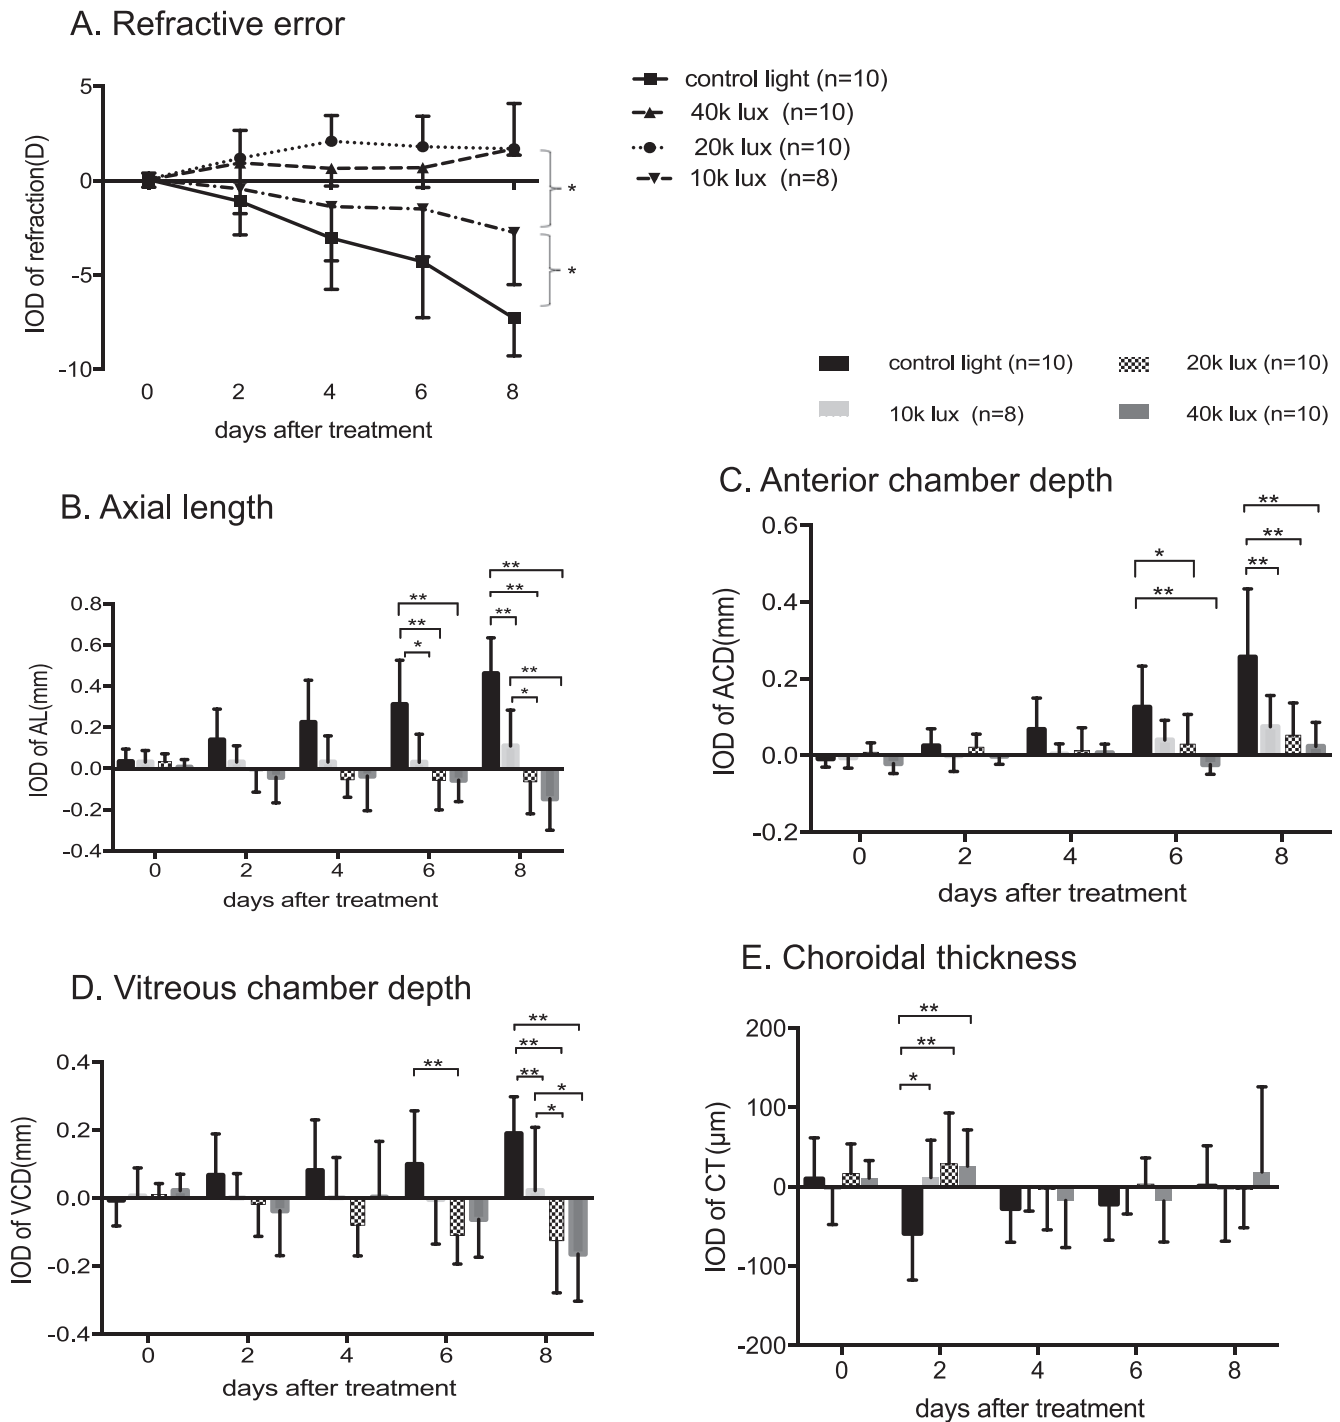 A. Refractive error
IOD of refraction(D)
5
0
-5
-10
*
*
0 2 4 6 8
days after treatment
control light (n=10)
40k lux (n=10)
20k lux (n=10)
10k lux (n=8)
control light (n=10)
20k lux (n=10)
10k lux (n=8)
40k lux (n=10)
B. Axial length
IOD of AL(mm)
0.8
0.6
0.4
0.2
0.0
-0.2
-0.4
**
**
*
**
**
**
**
*
0 2 4 6 8
days after treatment
C. Anterior chamber depth
IOD of ACD(mm)
0.6
0.4
0.2
0.0
-0.2
*
**
**
**
**
0 2 4 6 8
days after treatment
D. Vitreous chamber depth
IOD of VCD(mm)
0.4
0.2
0.0
-0.2
-0.4
**
**
**
**
*
*
0 2 4 6 8
days after treatment
E. Choroidal thickness
IOD of CT(µm)
200
100
0
-100
-200
**
**
*
0 2 4 6 8
days after treatment